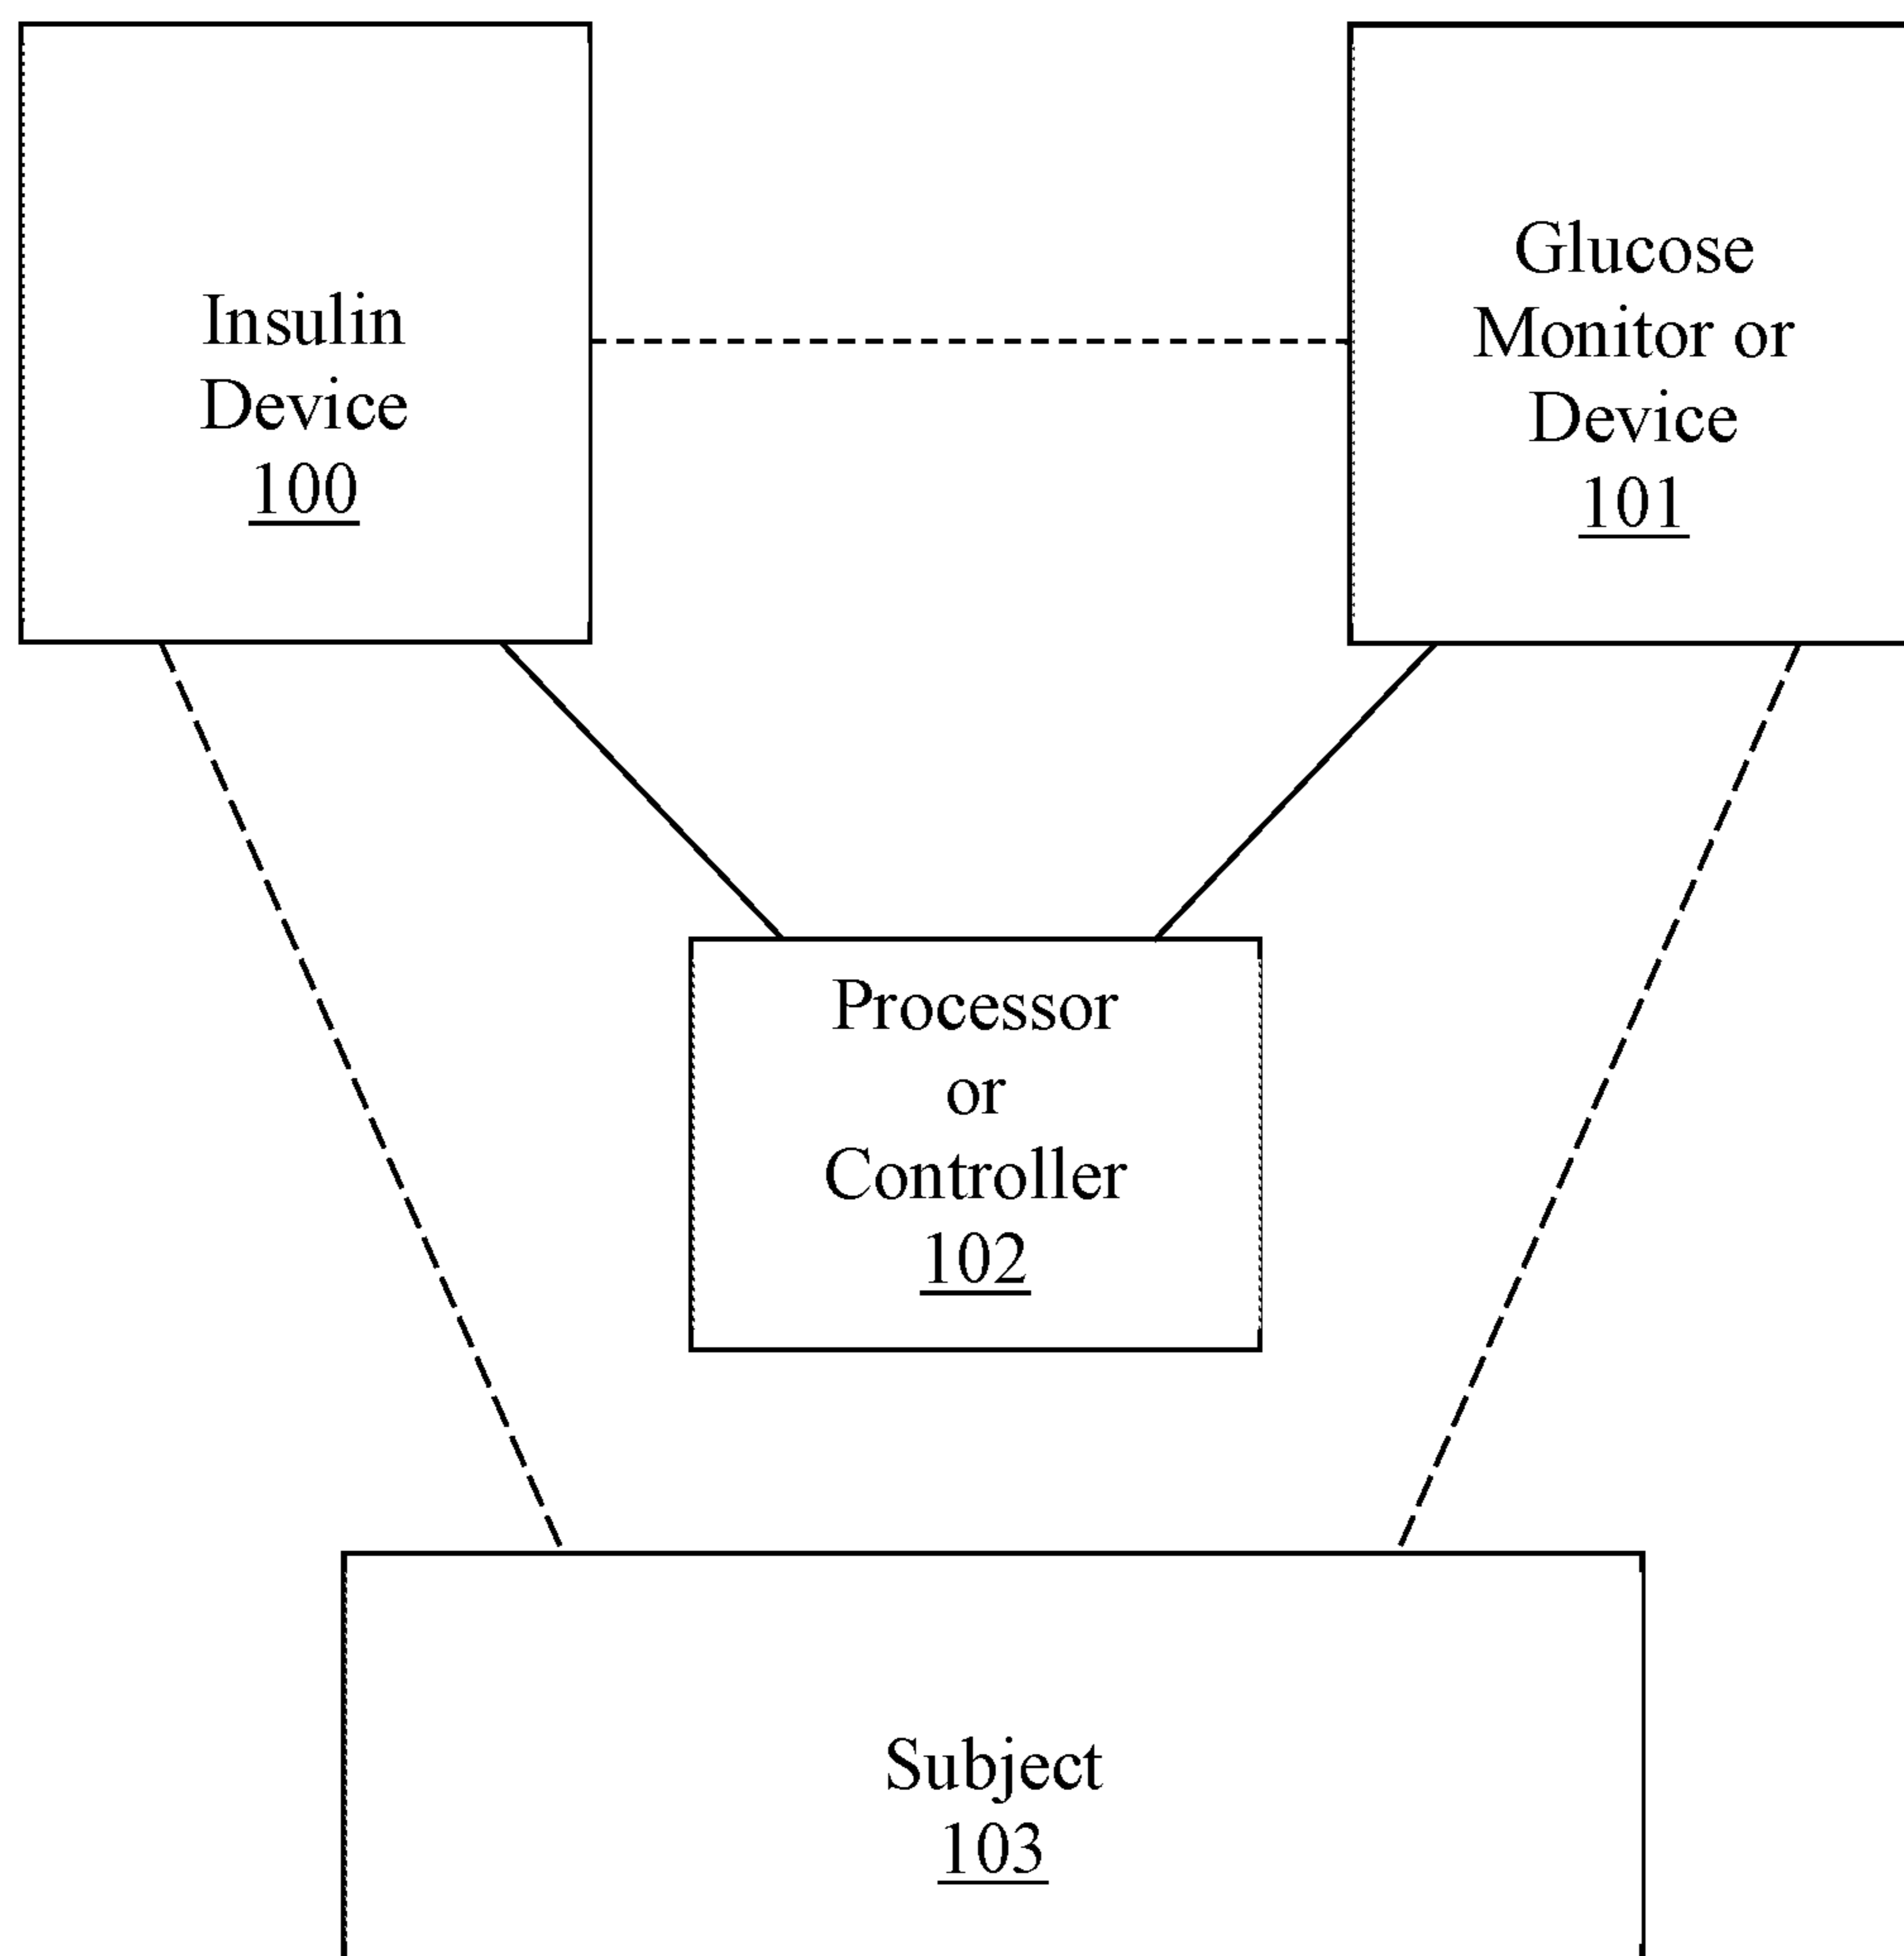 Insulin
Device
100
Glucose
Monitor or
Device
101
Processor
or
Controller
102
Subject
103